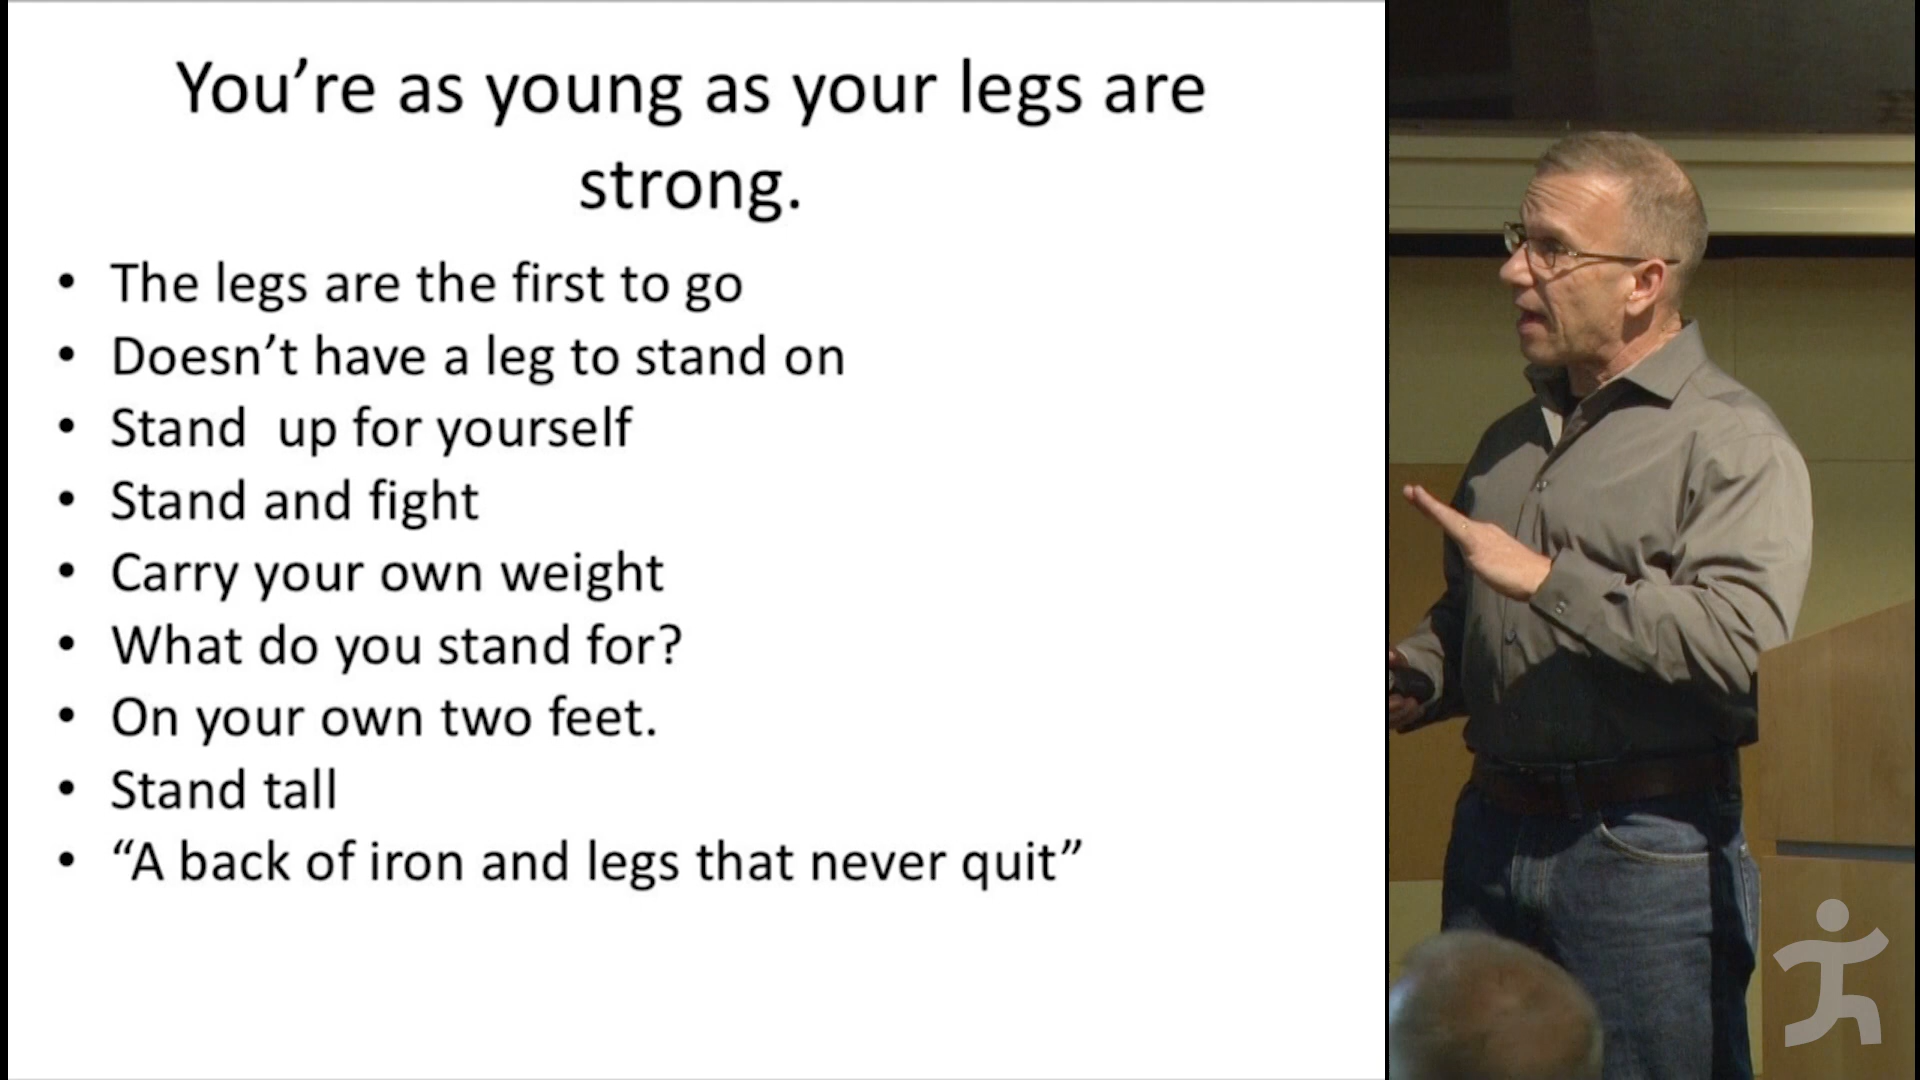 You’re as young as your legs are
strong.
• The legs are the first to go
• Doesn’t have a leg to stand on
• Stand  up for yourself
• Stand and fight
• Carry your own weight
• What do you stand for?
• On your own two feet.
• Stand tall
• “A back of iron and legs that never quit”